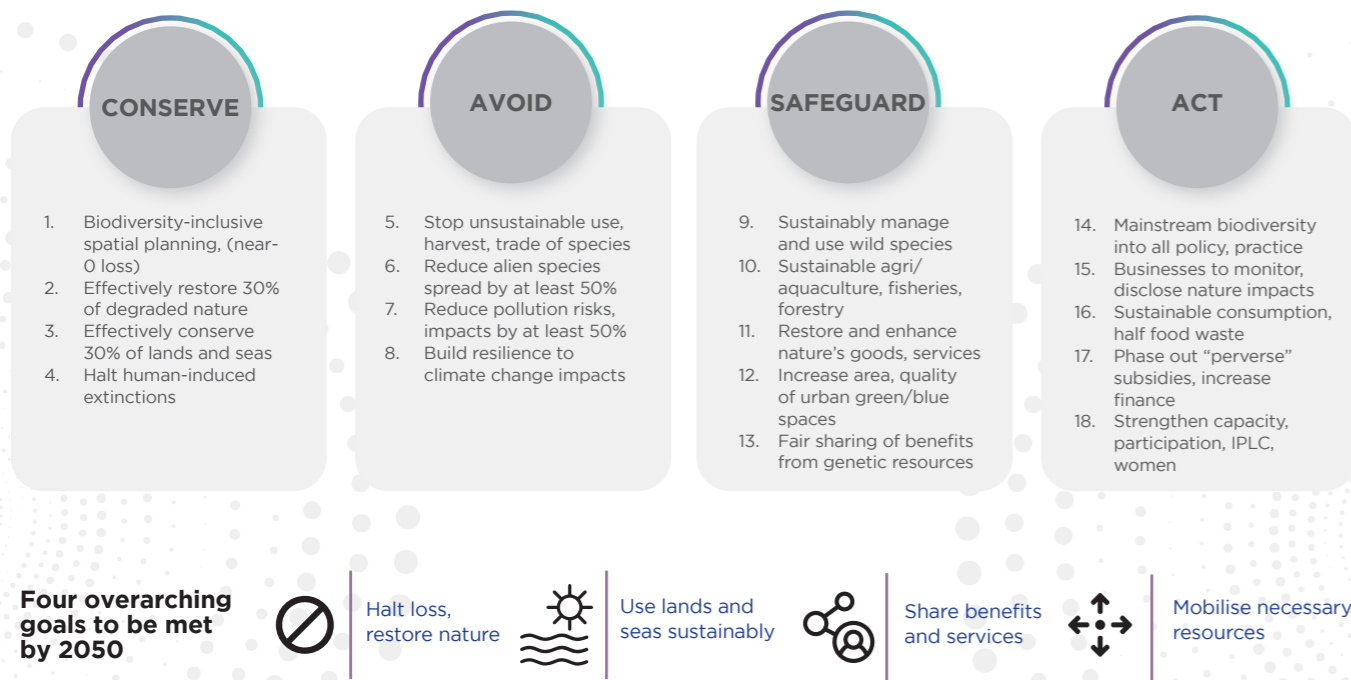 CONSERVE
1. Biodiversity-inclusive
spatial planning, (near-
0 loss)
2. Effectively restore 30%
of degraded nature
3. Effectively conserve
30% of lands and seas
4. Halt human-induced
extinctions
AVOID
5. Stop unsustainable use,
harvest, trade of species
6. Reduce alien species
spread by at least 50%
7. Reduce pollution risks,
impacts by at least 50%
8. Build resilience to
climate change impacts
SAFEGUARD
9. Sustainably manage
and use wild species
10. Sustainable agri/
aquaculture, fisheries,
forestry
11. Restore and enhance
nature's goods, services
12. Increase area, quality
of urban green/blue
spaces
13. Fair sharing of benefits
from genetic resources
ACT
14. Mainstream biodiversity
into all policy, practice
15. Businesses to monitor,
disclose nature impacts
16. Sustainable consumption,
half food waste
17. Phase out “perverse”
subsidies, increase
finance
18. Strengthen capacity,
participation, IPLC,
women
Four overarching
goals to be met
by 2050
Halt loss,
restore nature
Use lands and
seas sustainably
Share benefits
and services
Mobilise necessary
resources